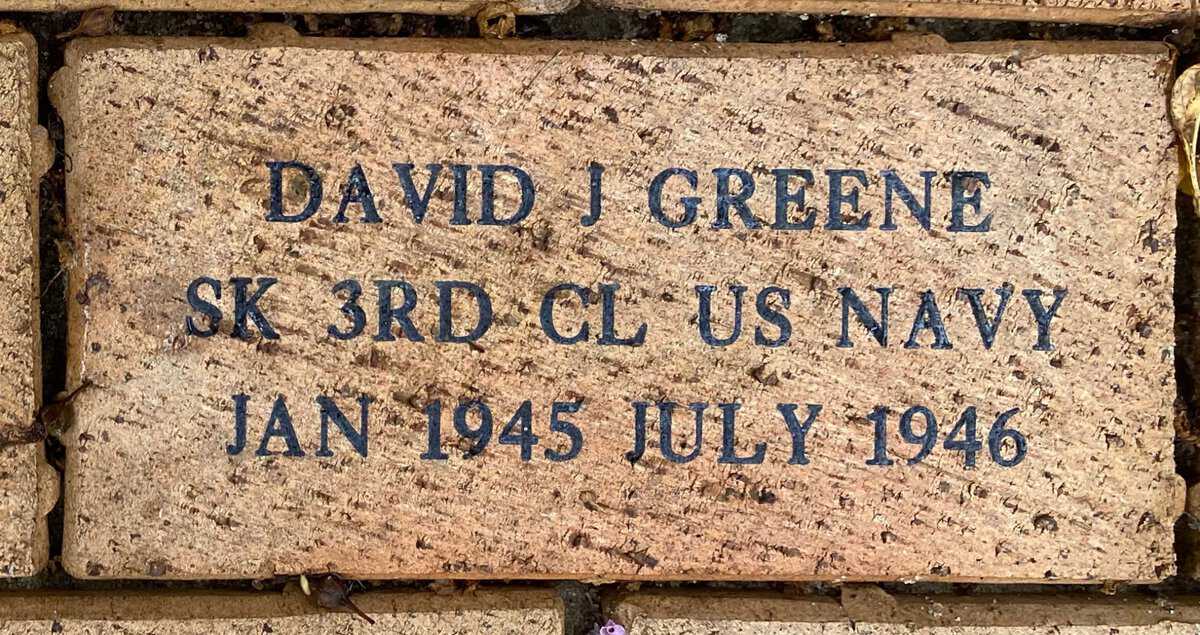 DAVID J GREENE
SK 3RD CL US NAVY
JAN 1945 JULY 1946